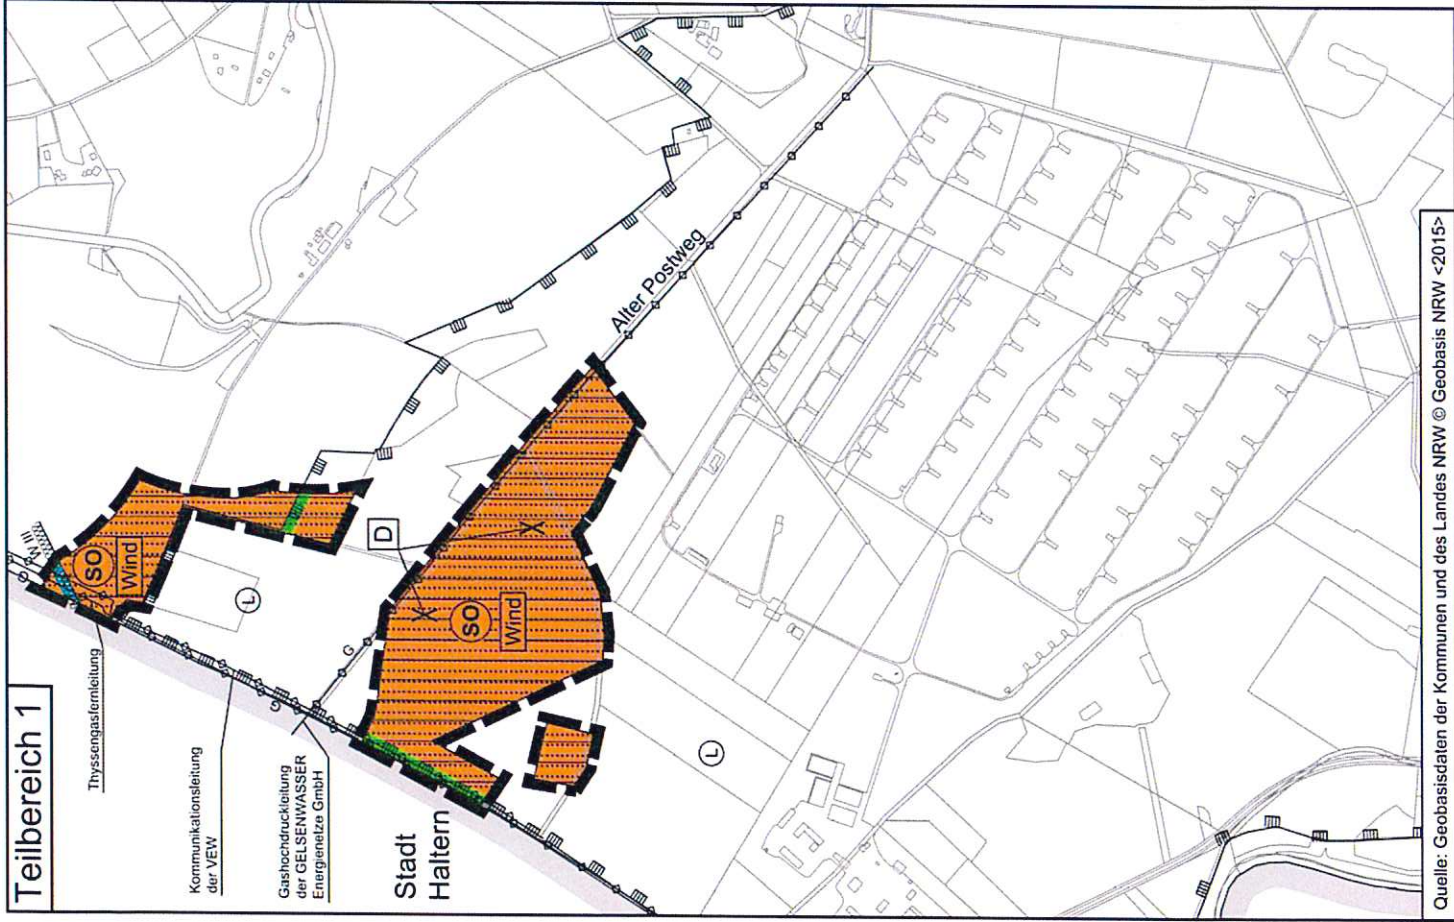 Teilbereich 1
Thyssengasfernleitung
Kommunikationsleitung
der VEW
Gashochdruckleitung
der GELSENWASSER
Energienetze GmbH
Stadt
Haltern
W III
G
SO
Wind
L
G
G
D
SO
Wind
L
Alter Postweg
Quelle: Geobasisdaten der Kommunen und des Landes NRW © Geobasis NRW <2015>